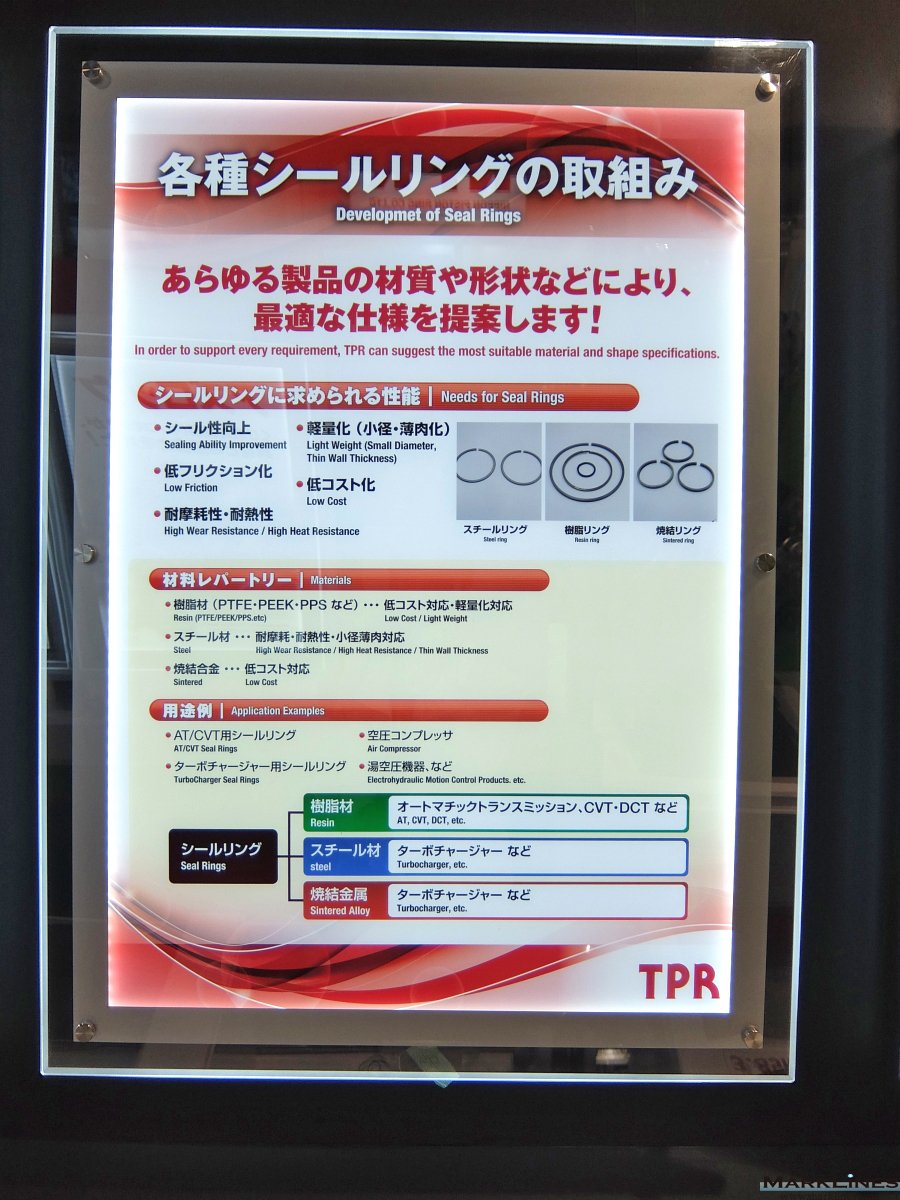 各種シールリングの取組み
Developmet of Seal Rings
あらゆる製品の材質や形状などにより、
最適な仕様を提案します!
In order to support every requirement, TPR can suggest the most suitable material and shape specifications.
シールリングに求められる性能 | Needs for Seal Rings
・シール性向上
Sealing Ability Improvement
・低フリクション化
Low Friction
・耐摩耗性・耐熱性
High Wear Resistance / High Heat Resistance
・軽量化（小径・薄肉化）
Light Weight (Small Diameter,
Thin Wall Thickness)
・低コスト化
Low Cost
スチールリング
Steel ring
樹脂リング
Resin ring
焼結リング
Sintered ring
材料レパートリー | Materials
・樹脂材（PTFE・PEEK・PPS など）･･･ 低コスト対応・軽量化対応
Resin (PTFE/PEEK/PPS.etc) Low Cost / Light Weight
・スチール材 ･･･ 耐摩耗・耐熱性・小径薄肉対応
Steel High Wear Resistance / High Heat Resistance / Thin Wall Thickness
・焼結合金 ･･･ 低コスト対応
Sintered Low Cost
用途例 | Application Examples
・AT/CVT用シールリング
AT/CVT Seal Rings
・ターボチャージャー用シールリング
TurboCharger Seal Rings
・空圧コンプレッサ
Air Compressor
・湯空圧機器、など
Electrohydraulic Motion Control Products. etc.
シールリング
Seal Rings
樹脂材
Resin
オートマチックトランスミッション、CVT・DCT など
AT, CVT, DCT, etc.
スチール材
steel
ターボチャージャー など
Turbocharger, etc.
焼結金属
Sintered Alloy
ターボチャージャー など
Turbocharger, etc.
TPR
MARKLINES